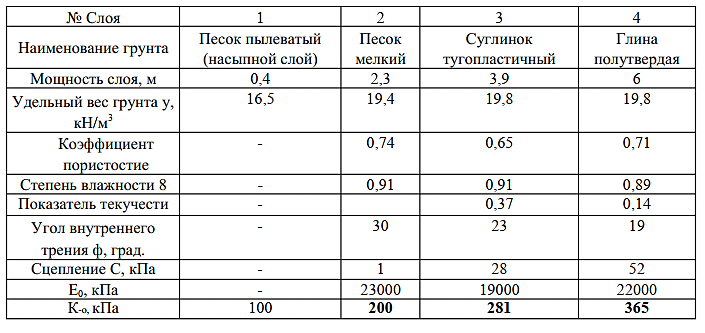 № Слоя 1 2 3 4
Наименование грунта Песок пылеватый (насыпной слой) Песок мелкий Суглинок тугопластичный Глина полутвердая
Мощность слоя, м 0,4 2,3 3,9 6
Удельный вес грунта у, кН/м³ 16,5 19,4 19,8 19,8
Коэффициент пористостие - 0,74 0,65 0,71
Степень влажности 8 - 0,91 0,91 0,89
Показатель текучести - 0,37 0,14
Угол внутреннего трения ф, град. - 30 23 19
Сцепление С, кПа - 1 28 52
Е₀, кПа - 23000 19000 22000
К-о, кПа 100 200 281 365